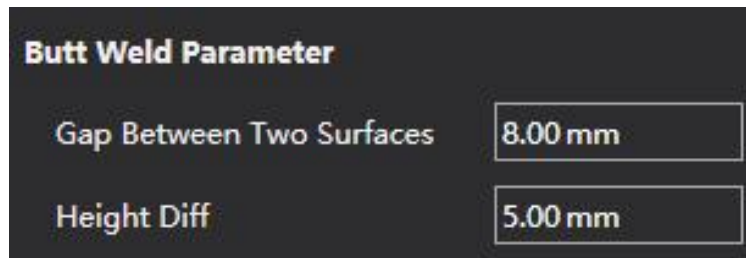 Butt Weld Parameter
Gap Between Two Surfaces 8.00 mm
Height Diff 5.00 mm